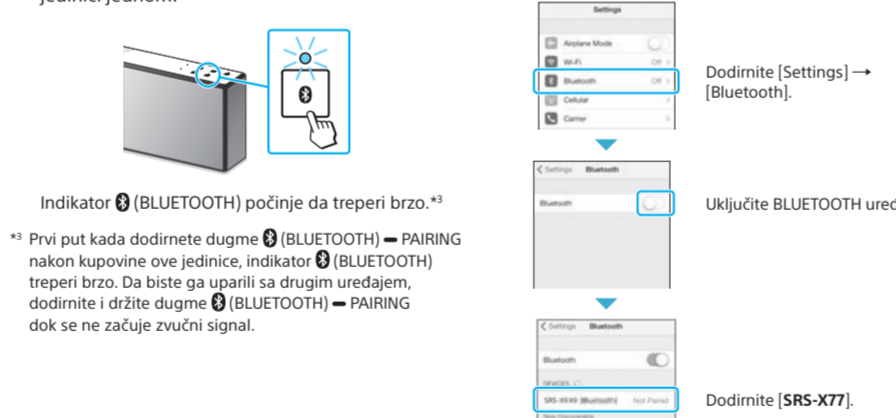 jedinici jednom.
Indikator (BLUETOOTH) počinje da treperi brzo.*3
*3 Prvi put kada dodirnete dugme (BLUETOOTH) – PAIRING
nakon kupovine ove jedinice, indikator (BLUETOOTH)
treperi brzo. Da biste ga uparili sa drugim uređajem,
dodirnite i držite dugme (BLUETOOTH) – PAIRING
dok se ne začuje zvučni signal.
Settings
Airplane Mode
Wi-Fi Off
Bluetooth Off
Cellular
Carrier
Dodirnite [Settings] →
[Bluetooth].
Settings Bluetooth
Bluetooth
Uključite BLUETOOTH
Settings Bluetooth
Bluetooth
DEVICES
Not Paired
Dodirnite [SRS-X77].